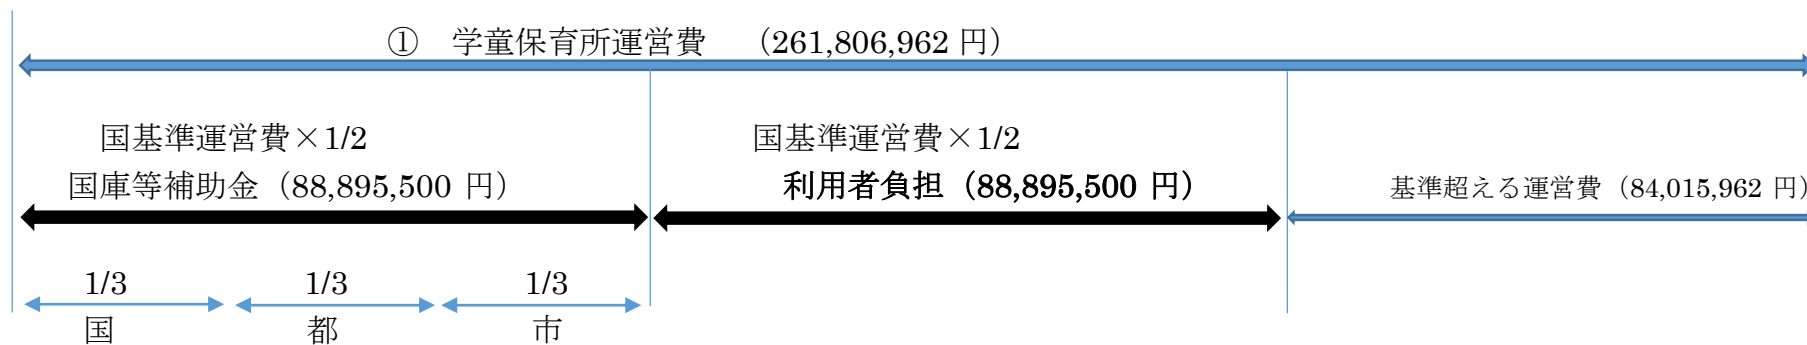 ① 学童保育所運営費 （261,806,962 円）
国基準運営費×1/2
国庫等補助金（88,895,500 円）
国基準運営費×1/2
利用者負担（88,895,500 円）
基準超える運営費（84,015,962 円）
1/3 1/3 1/3
国 都 市